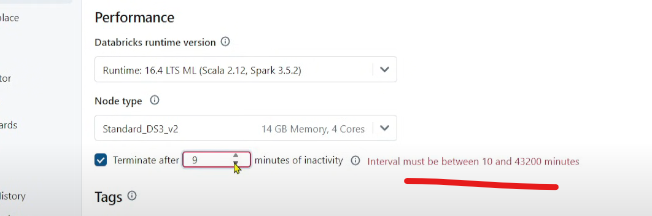 lace
Performance
Databricks runtime version
Runtime: 16.4 LTS ML (Scala 2.12, Spark 3.5.2)
tor
Node type
ards
Standard_DS3_v2 14 GB Memory, 4 Cores
Terminate after 9 minutes of inactivity Interval must be between 10 and 43200 minutes
History
Tags